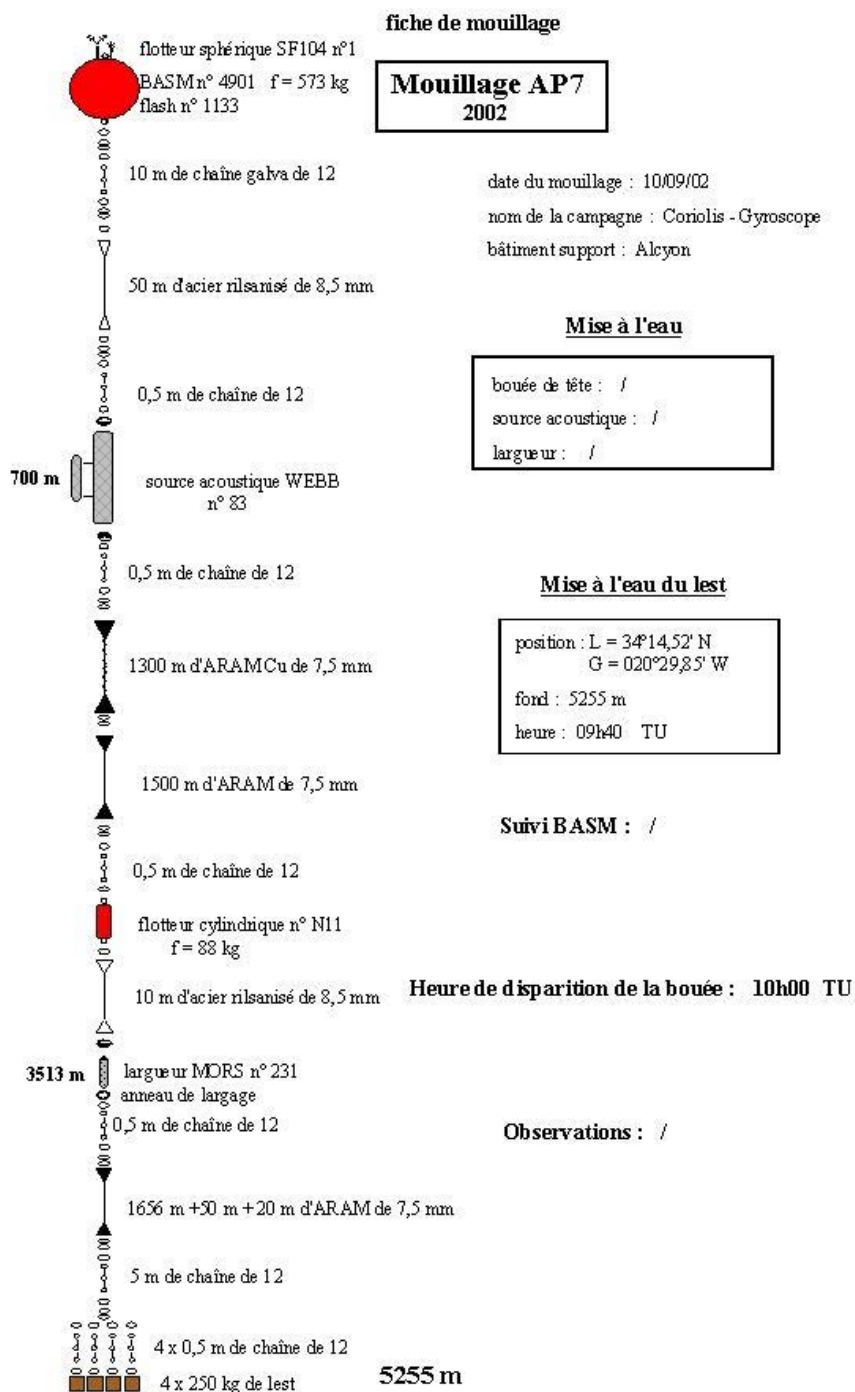 fiche de mouillage
flotteur sphérique SF104 n°1
BASM n° 4901 f = 573 kg
flash n° 1133
Mouillage AP7
2002
10 m de chaîne galva de 12
date du mouillage : 10/09/02
nom de la campagne : Coriolis - Gyroscope
bâtiment support : Alcyon
50 m d'acier rilsanisé de 8,5 mm
Mise à l'eau
0,5 m de chaîne de 12
bouée de tête : /
source acoustique : /
largueur : /
700 m
source acoustique WEBB
n° 83
0,5 m de chaîne de 12
Mise à l'eau du lest
position : L = 34°14,52' N
G = 020°29,85' W
fond : 5255 m
heure : 09h40 TU
1300 m d'ARAM Cu de 7,5 mm
1500 m d'ARAM de 7,5 mm
Suivi BASM : /
0,5 m de chaîne de 12
flotteur cylindrique n° N11
f = 88 kg
10 m d'acier rilsanisé de 8,5 mm
Heure de disparition de la bouée : 10h00 TU
3513 m
largueur MORS n° 231
anneau de largage
0,5 m de chaîne de 12
Observations : /
1656 m +50 m +20 m d'ARAM de 7,5 mm
5 m de chaîne de 12
4 x 0,5 m de chaîne de 12
4 x 250 kg de lest
5255 m